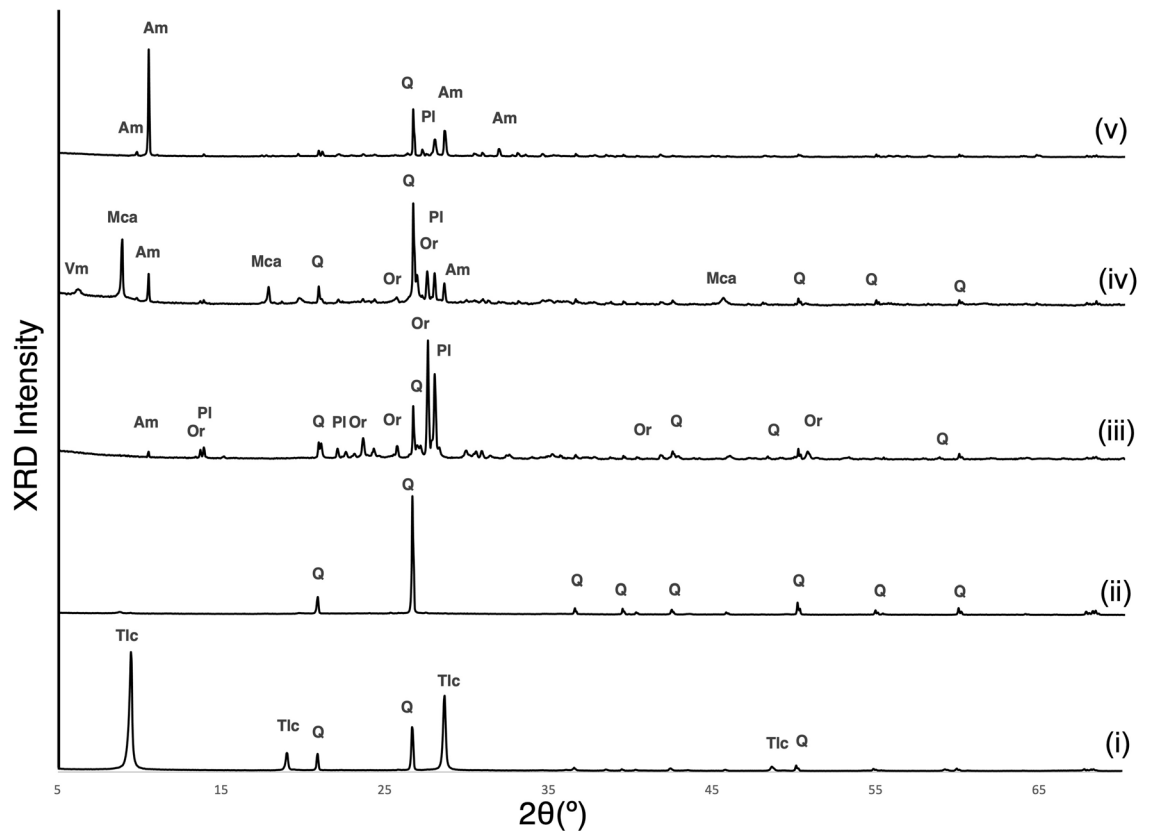 Am
Am
Q
Am
Pl
Am
(v)
Q
Mca
Pl
Or
Am
Vm
Mca
Q
Or
Am
Mca
Q
Q
Q
(iv)
Or
Pl
Q
Am
Pl
Or
Q
Pl
Or
Or
Or
Q
Q
Or
Q
(iii)
Q
Q
Q
Q
Q
Q
Q
Q
(ii)
Tlc
Tlc
Q
Q
Tlc
Tlc
Q
(i)
XRD Intensity
5
15
25
35
45
55
65
2θ(º)